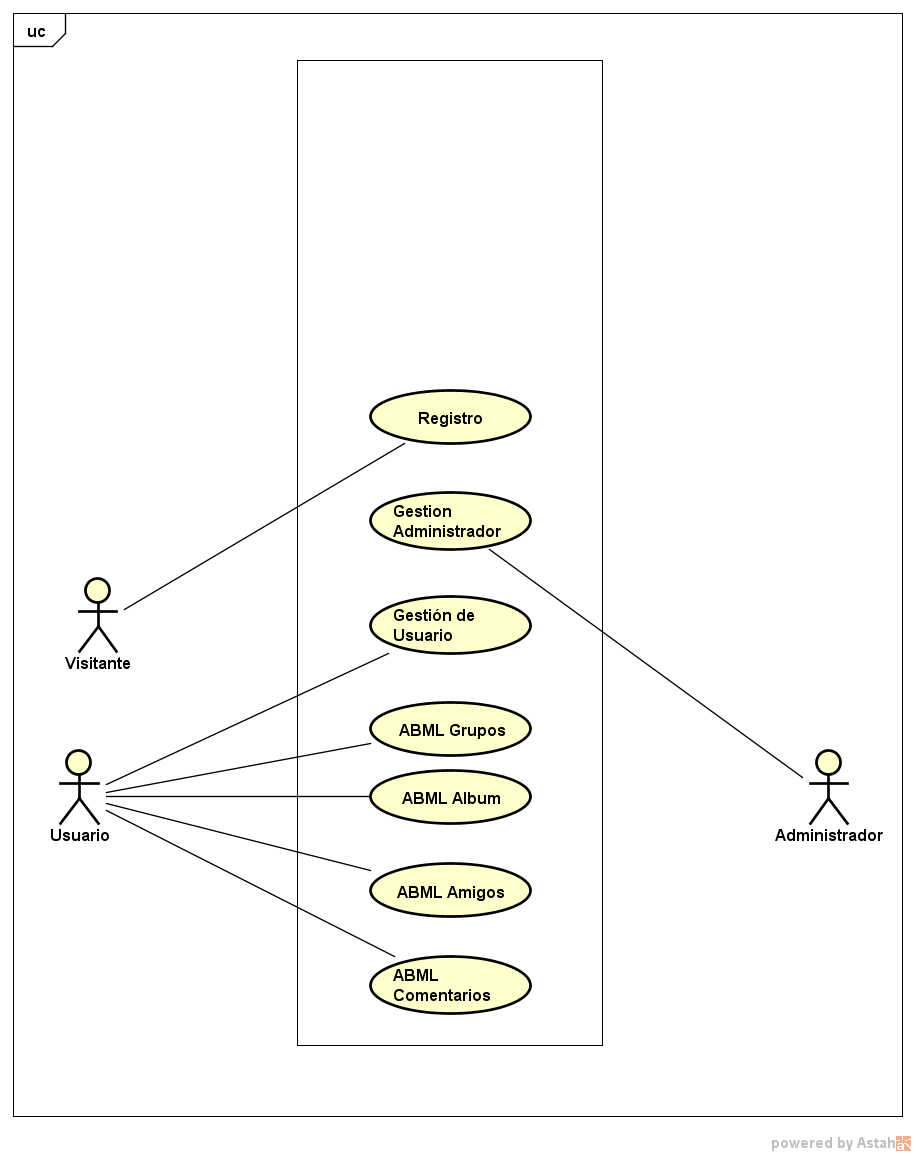 uc
Registro
Gestion
Administrador
Gestión de
Usuario
Visitante
ABML Grupos
ABML Album
Usuario
Administrador
ABML Amigos
ABML
Comentarios
powered by Astah